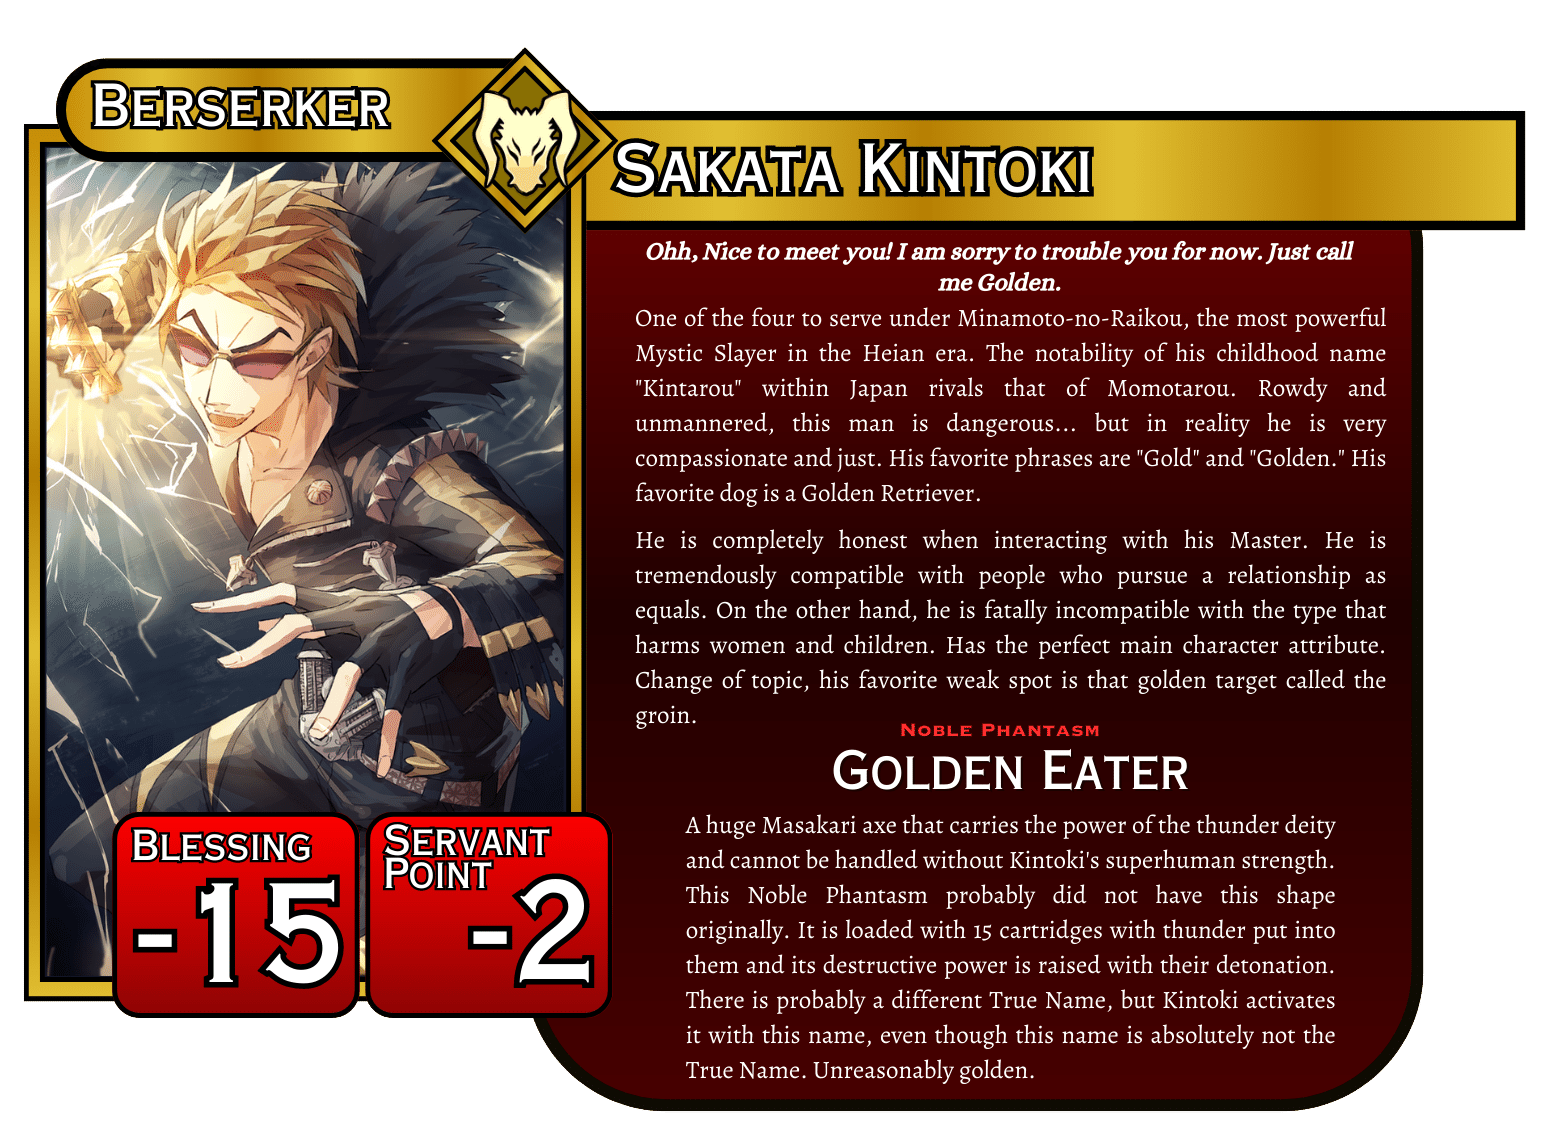 Berserker
Sakata Kintoki
Ohh, Nice to meet you! I am sorry to trouble you for now. Just call
me Golden.
One of the four to serve under Minamoto-no-Raikou, the most powerful
Mystic Slayer in the Heian era. The notability of his childhood name
"Kintarou" within Japan rivals that of Momotarou. Rowdy and
unmannered, this man is dangerous... but in reality he is very
compassionate and just. His favorite phrases are "Gold" and "Golden." His
favorite dog is a Golden Retriever.
He is completely honest when interacting with his Master. He is
tremendously compatible with people who pursue a relationship as
equals. On the other hand, he is fatally incompatible with the type that
harms women and children. Has the perfect main character attribute.
Change of topic, his favorite weak spot is that golden target called the
groin.
Noble Phantasm
Golden Eater
A huge Masakari axe that carries the power of the thunder deity
and cannot be handled without Kintoki's superhuman strength.
This Noble Phantasm probably did not have this shape
originally. It is loaded with 15 cartridges with thunder put into
them and its destructive power is raised with their detonation.
There is probably a different True Name, but Kintoki activates
it with this name, even though this name is absolutely not the
True Name. Unreasonably golden.
Blessing
-15
Servant
Point
-2